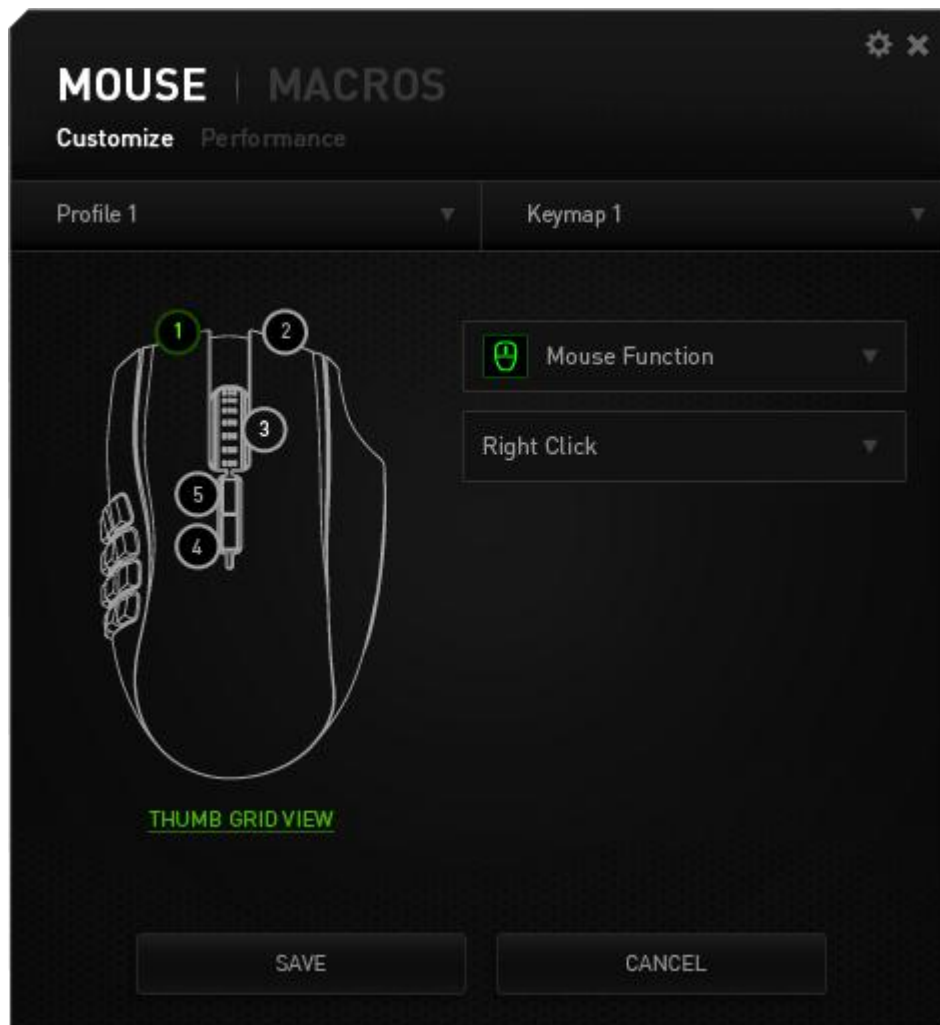 MOUSE | MACROS
Customize Performance
Profile 1
Keymap 1
1
2
Mouse Function
3
Right Click
5
4
THUMB GRID VIEW
SAVE
CANCEL